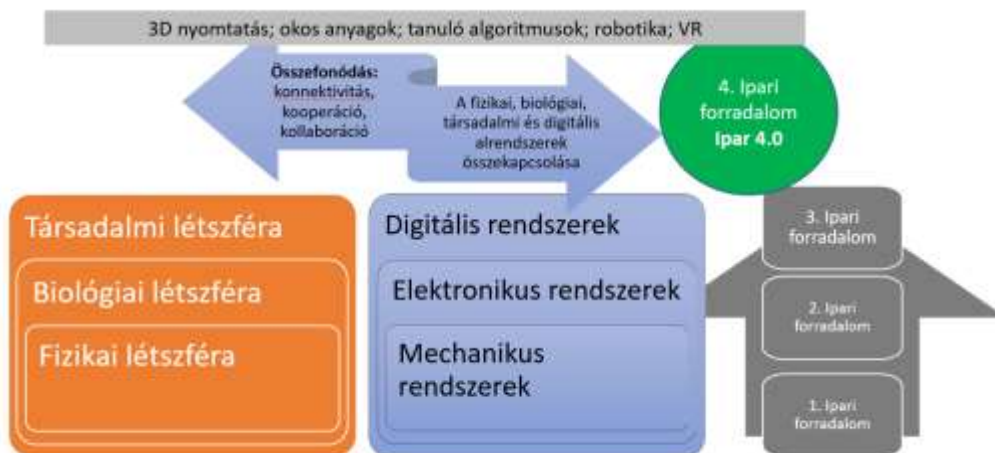 3D nyomtatás; okos anyagok; tanuló algoritmusok; robotika; VR
Összefonódás:
konnektivitás,
kooperáció,
kollaboráció
A fizikai, biológiai,
társadalmi és digitális
alrendszerek
összekapcsolása
4. Ipari
forradalom
Ipar 4.0
Társadalmi létszféra
Biológiai létszféra
Fizikai létszféra
Digitális rendszerek
Elektronikus rendszerek
Mechanikus
rendszerek
3. Ipari
forradalom
2. Ipari
forradalom
1. Ipari
forradalom